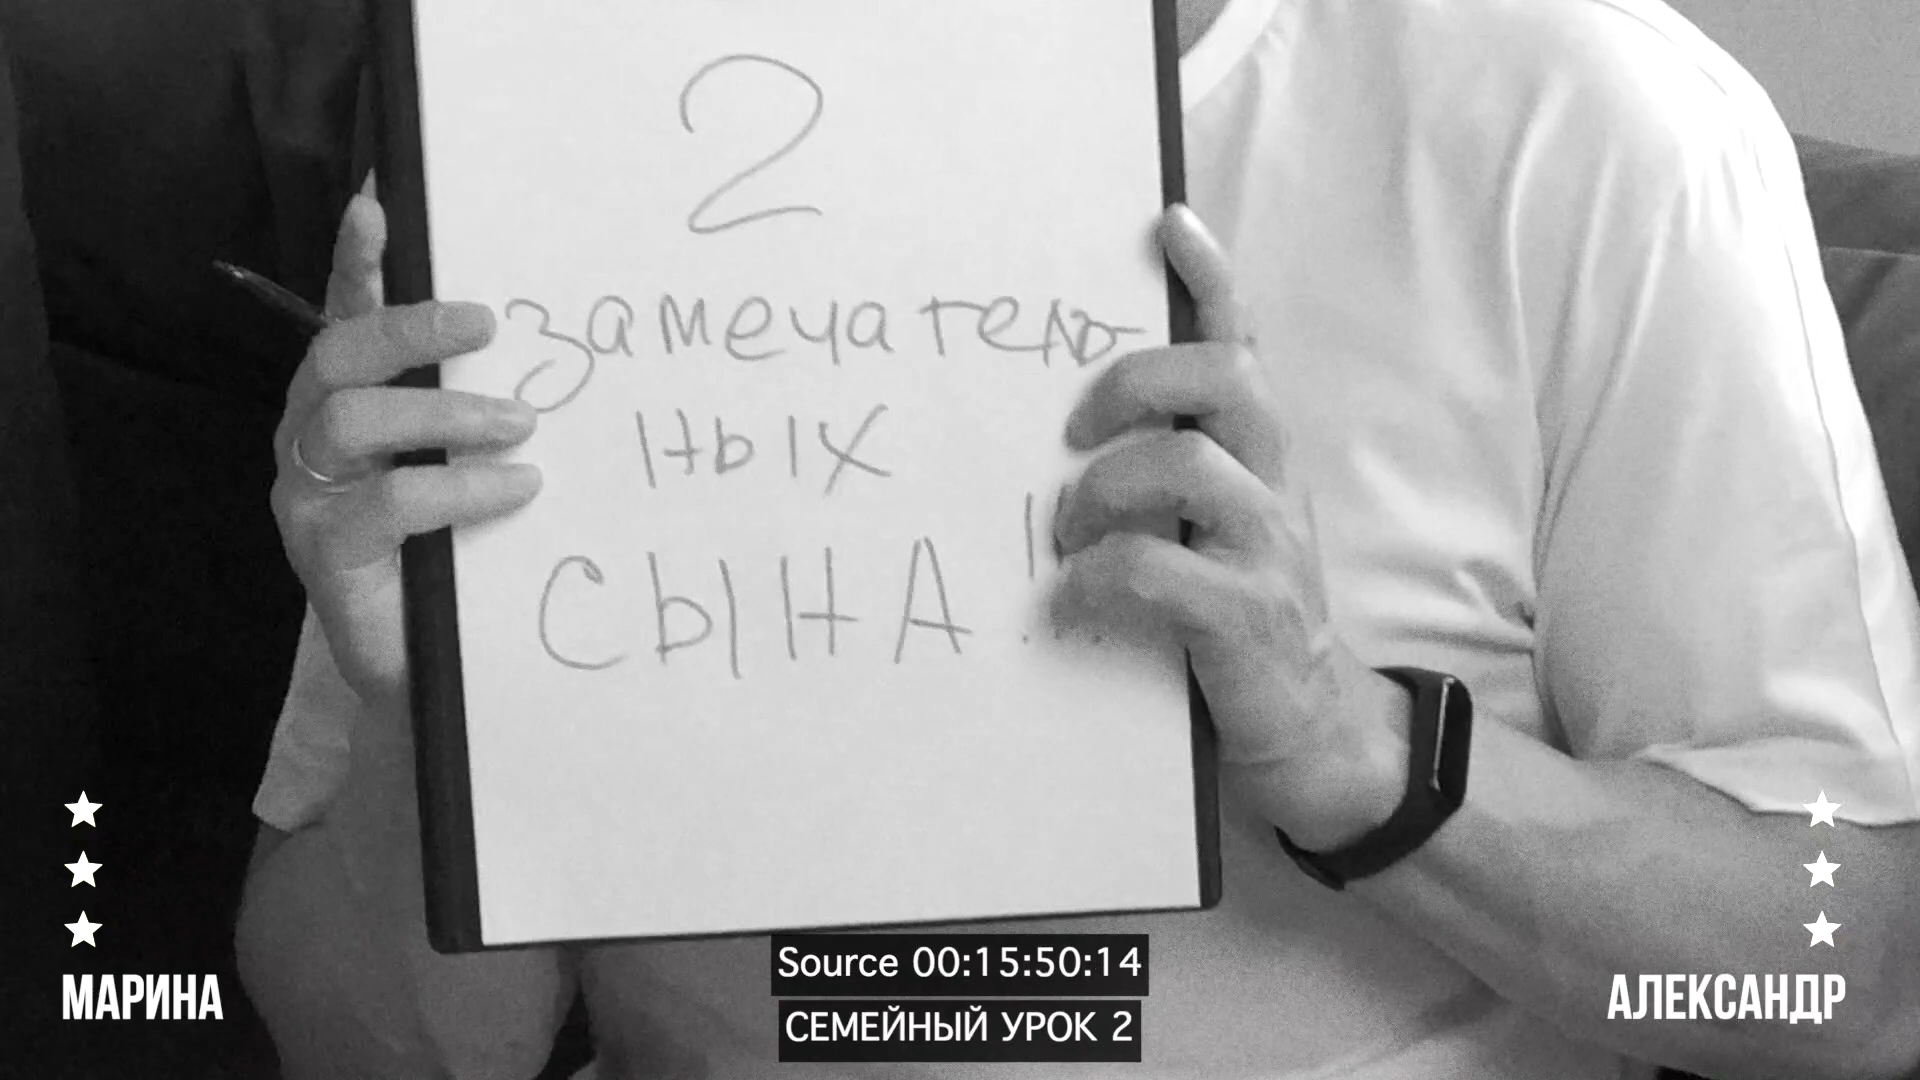 2
замечатель-
ных
СЫНА!
МАРИНА
АЛЕКСАНДР
Source 00:15:50:14
СЕМЕЙНЫЙ УРОК 2